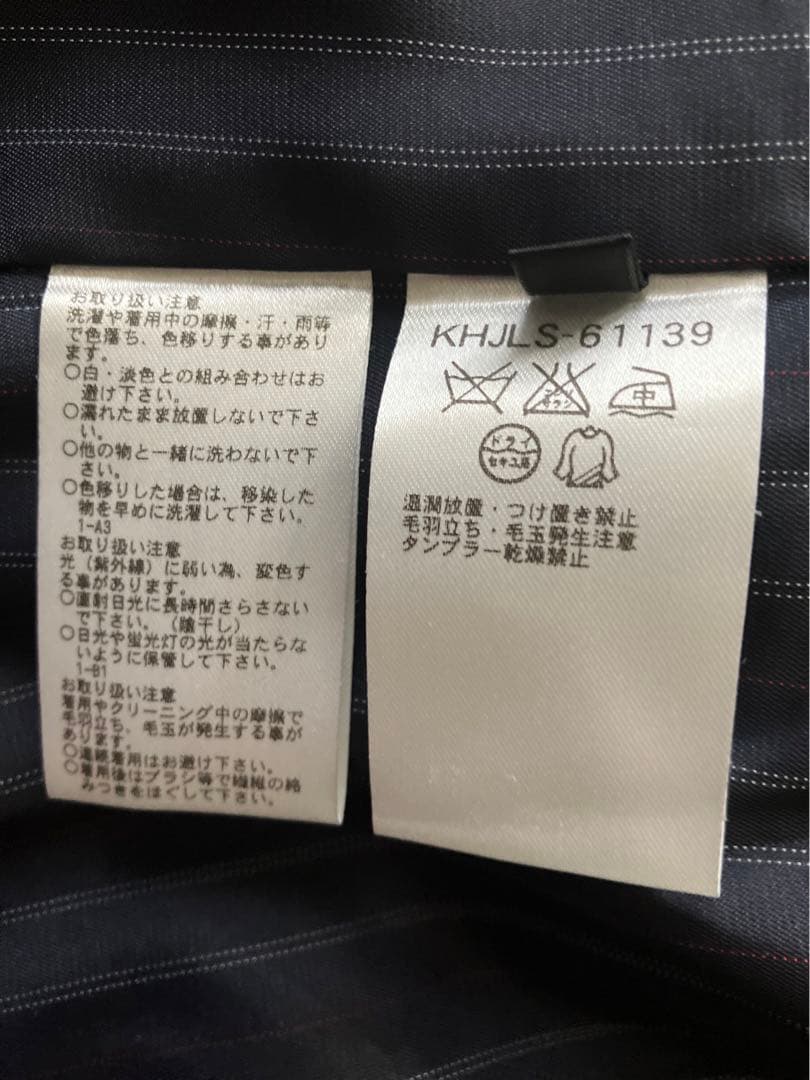 お取り扱い注意
洗濯や着用中の摩擦・汗・雨等
で色落ち、色移りする事があり
ます。
○白・淡色との組み合わせはお
避け下さい。
○濡れたまま放置しないで下さ
い。
○他の物と一緒に洗わないで下
さい。
○色移りした場合は、移染した
物を早めに洗濯して下さい。
1-A3
お取り扱い注意
光（紫外線）に弱い為、変色す
る事があります。
○直射日光に長時間さらさない
で下さい。（陰干し）
○日光や蛍光灯の光が当たらな
いように保管して下さい。
1-B1
お取り扱い注意
着用やクリーニング中の摩擦で
毛羽立ち、毛玉が発生する事が
あります。
○連続着用はお避け下さい。
○着用後はブラシ等で繊維の絡
みつきをほぐして下さい。
KHJLS-61139
中
ドライ
セキユ系
湿潤放置・つけ置き禁止
毛羽立ち・毛玉発生注意
タンブラー乾燥禁止